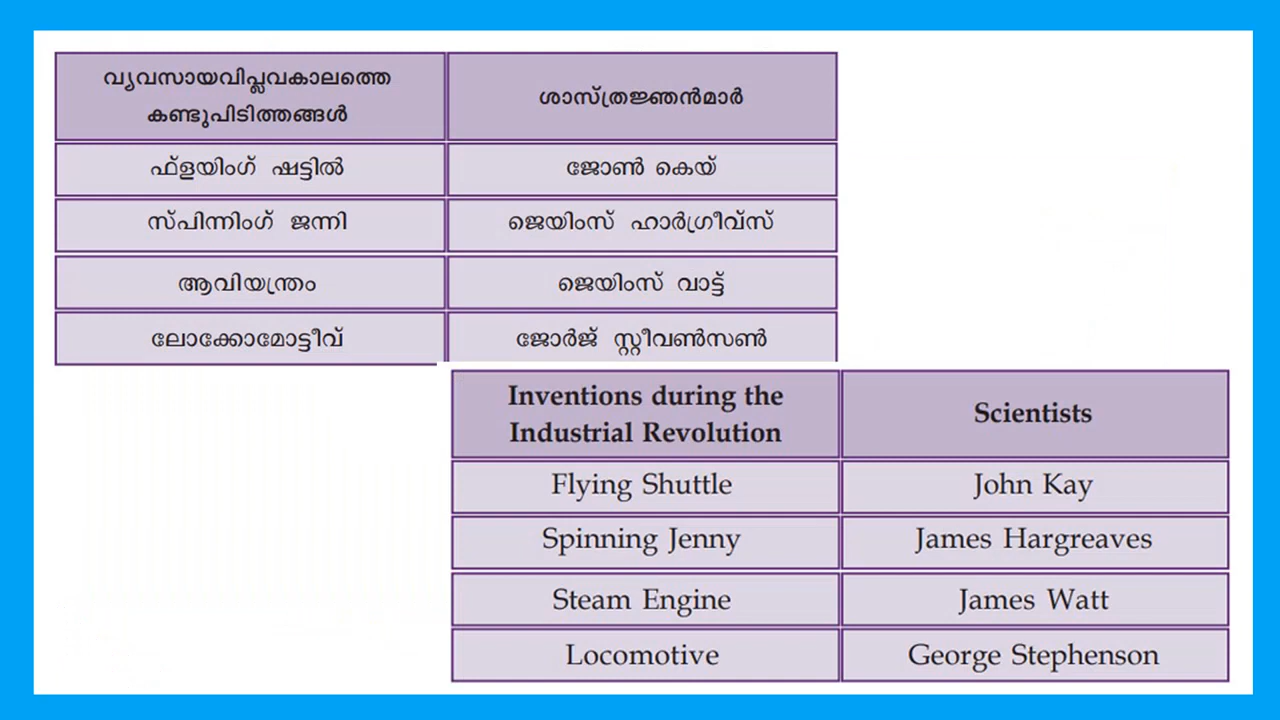 വ്യവസായവിപ്ലവകാലത്തെ
കണ്ടുപിടിത്തങ്ങൾ
ശാസ്ത്രജ്ഞൻമാർ
ഫ്ളയിംഗ് ഷട്ടിൽ
ജോൺ കെയ്
സ്പിന്നിംഗ് ജന്നി
ജെയിംസ് ഹാർഗ്രീവ്സ്
ആവിയന്ത്രം
ജെയിംസ് വാട്ട്
ലോക്കോമോട്ടീവ്
ജോർജ് സ്റ്റീവൺസൺ
Inventions during the
Industrial Revolution
Scientists
Flying Shuttle
John Kay
Spinning Jenny
James Hargreaves
Steam Engine
James Watt
Locomotive
George Stephenson